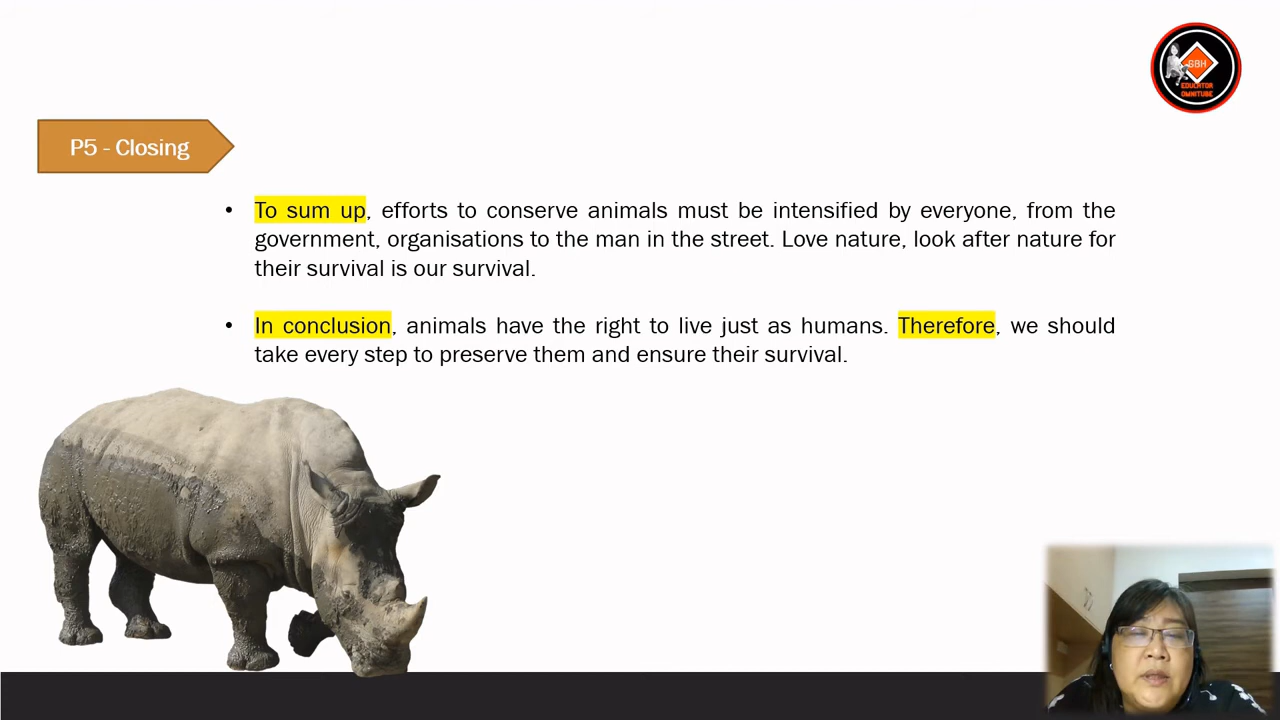 GBH
EDUCATOR
OMNITUBE
P5 - Closing
• To sum up, efforts to conserve animals must be intensified by everyone, from the
government, organisations to the man in the street. Love nature, look after nature for
their survival is our survival.
• In conclusion, animals have the right to live just as humans. Therefore, we should
take every step to preserve them and ensure their survival.